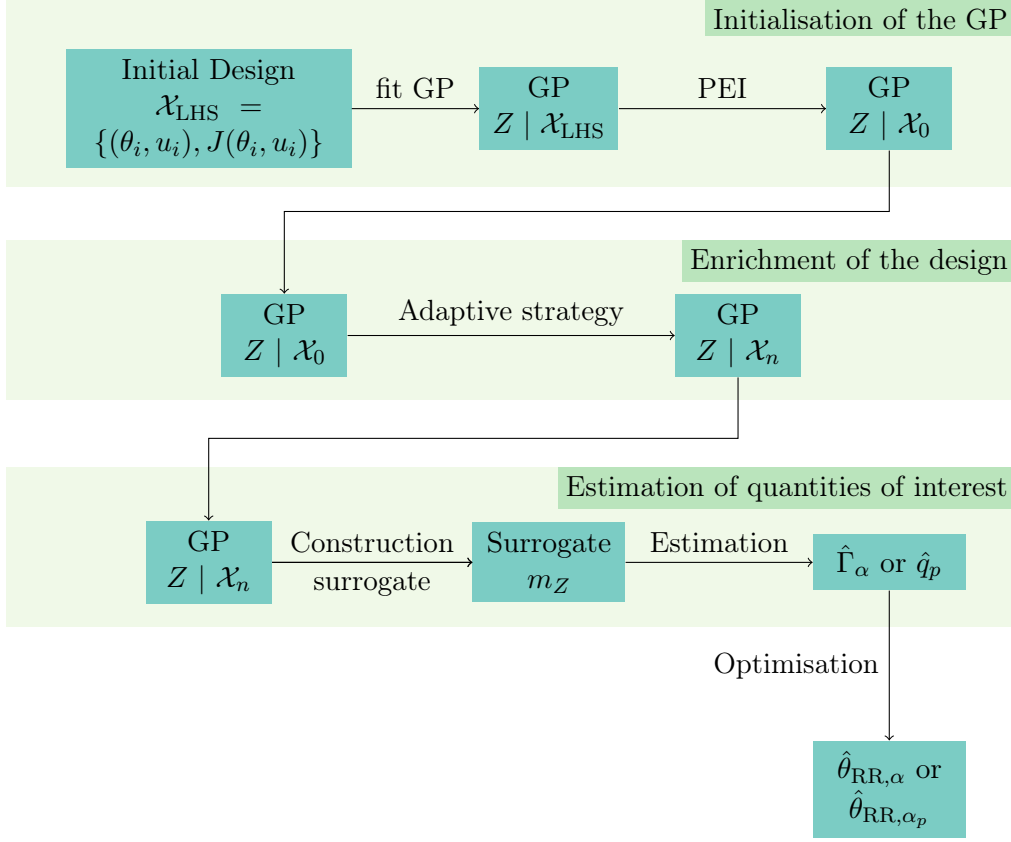 Initialisation of the GP
Initial Design
𝒳_LHS =
{(θ_i, u_i), J(θ_i, u_i)}
fit GP
GP
Z | 𝒳_LHS
PEI
GP
Z | 𝒳_0
Enrichment of the design
GP
Z | 𝒳_0
Adaptive strategy
GP
Z | 𝒳_n
Estimation of quantities of interest
GP
Z | 𝒳_n
Construction
surrogate
Surrogate
m_Z
Estimation
Γ̂_α or q̂_p
Optimisation
θ̂_RR,α or
θ̂_RR,α_p